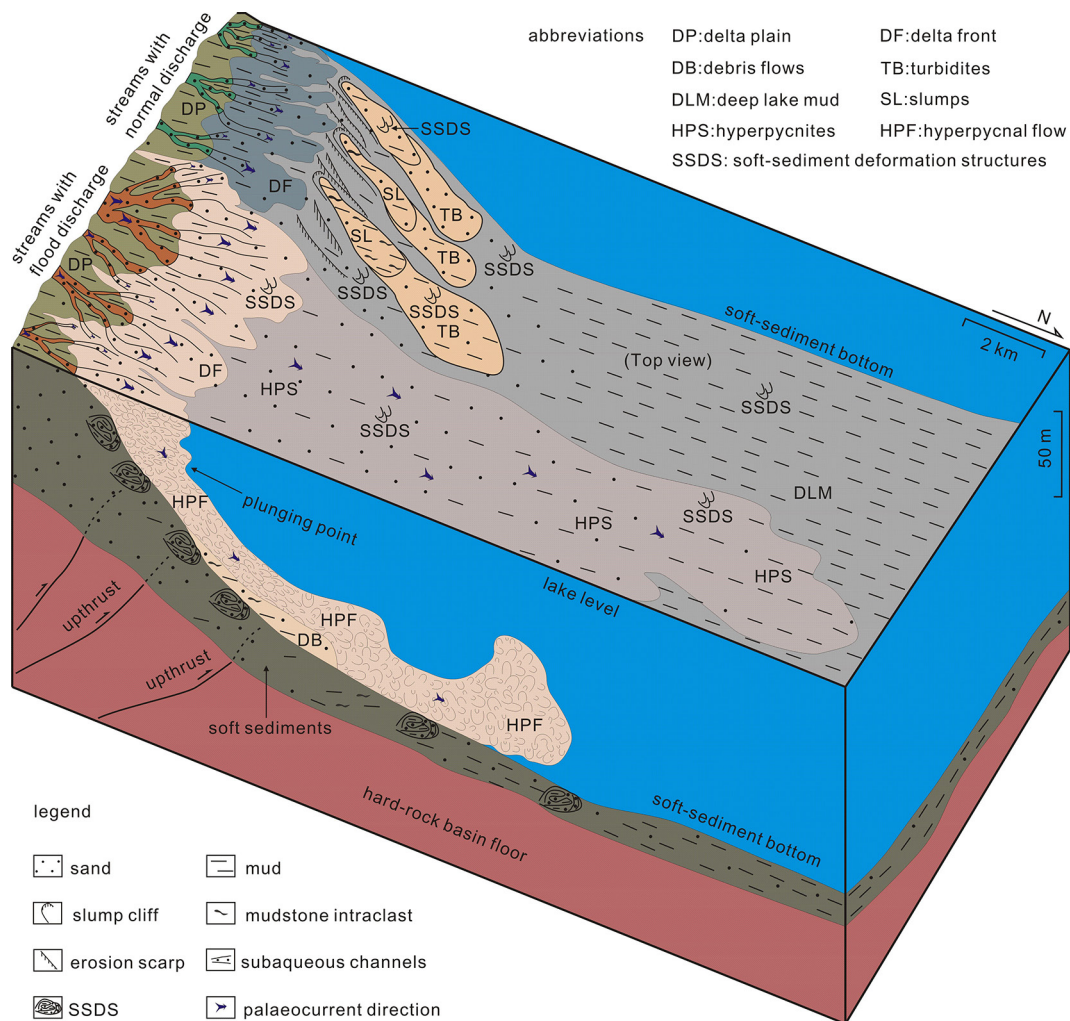 abbreviations
DP:delta plain
DF:delta front
DB:debris flows
TB:turbidites
DLM:deep lake mud
SL:slumps
HPS:hyperpycnites
HPF:hyperpycnal flow
SSDS: soft-sediment deformation structures
streams with
normal discharge
streams with
flood discharge
DP
DP
SSDS
DF
SL
TB
SL
TB
SSDS
SSDS
SSDS
SSDS
TB
DF
HPS
SSDS
soft-sediment bottom
N
2 km
(Top view)
SSDS
50 m
DLM
SSDS
HPS
HPS
HPF
plunging point
lake level
HPF
DB
HPF
upthrust
upthrust
soft sediments
hard-rock basin floor
soft-sediment bottom
legend
sand
mud
slump cliff
mudstone intraclast
erosion scarp
subaqueous channels
SSDS
palaeocurrent direction